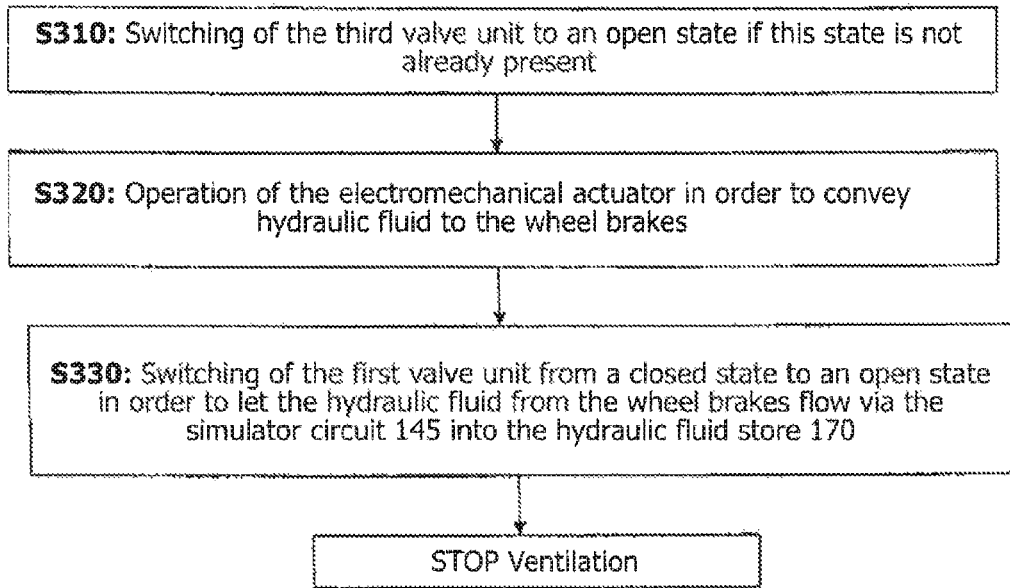 S310: Switching of the third valve unit to an open state if this state is not
already present
S320: Operation of the electromechanical actuator in order to convey
hydraulic fluid to the wheel brakes
S330: Switching of the first valve unit from a closed state to an open state
in order to let the hydraulic fluid from the wheel brakes flow via the
simulator circuit 145 into the hydraulic fluid store 170
STOP Ventilation